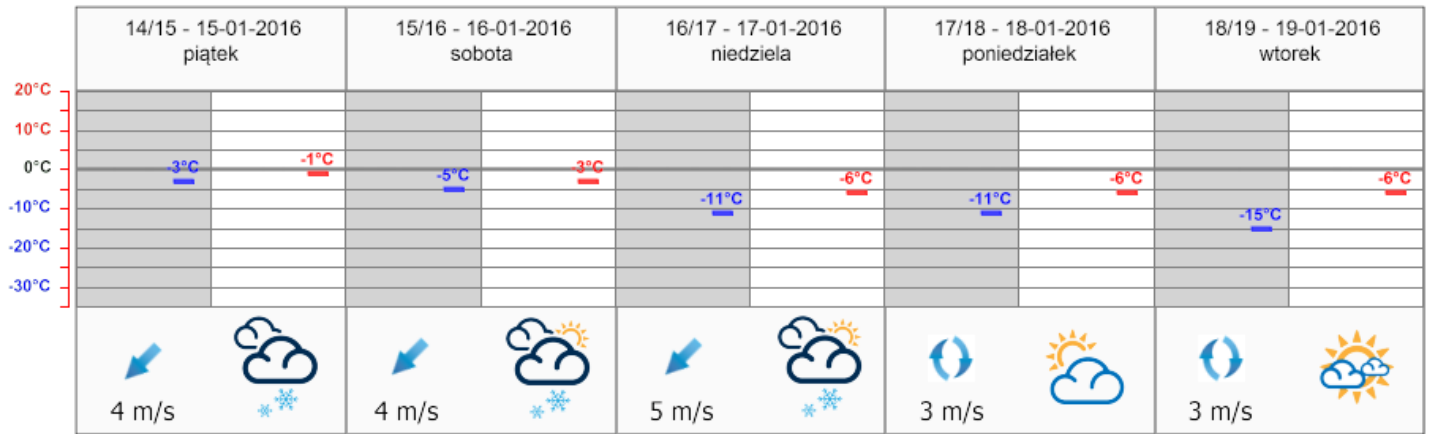 14/15 - 15-01-2016
piątek
15/16 - 16-01-2016
sobota
16/17 - 17-01-2016
niedziela
17/18 - 18-01-2016
poniedziałek
18/19 - 19-01-2016
wtorek
20°C
10°C
0°C
-10°C
-20°C
-30°C
-3°C
-1°C
-5°C
-3°C
-11°C
-6°C
-11°C
-6°C
-15°C
-6°C
4 m/s
4 m/s
5 m/s
3 m/s
3 m/s